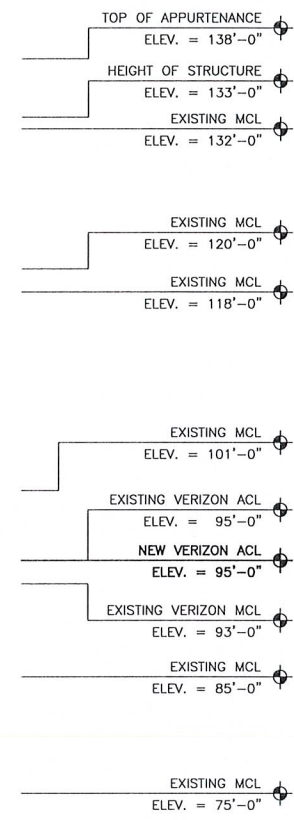 TOP OF APPURTENANCE
ELEV. = 138'-0"
HEIGHT OF STRUCTURE
ELEV. = 133'-0"
EXISTING MCL
ELEV. = 132'-0"
EXISTING MCL
ELEV. = 120'-0"
EXISTING MCL
ELEV. = 118'-0"
EXISTING MCL
ELEV. = 101'-0"
EXISTING VERIZON ACL
ELEV. = 95'-0"
NEW VERIZON ACL
ELEV. = 95'-0"
EXISTING VERIZON MCL
ELEV. = 93'-0"
EXISTING MCL
ELEV. = 85'-0"
EXISTING MCL
ELEV. = 75'-0"